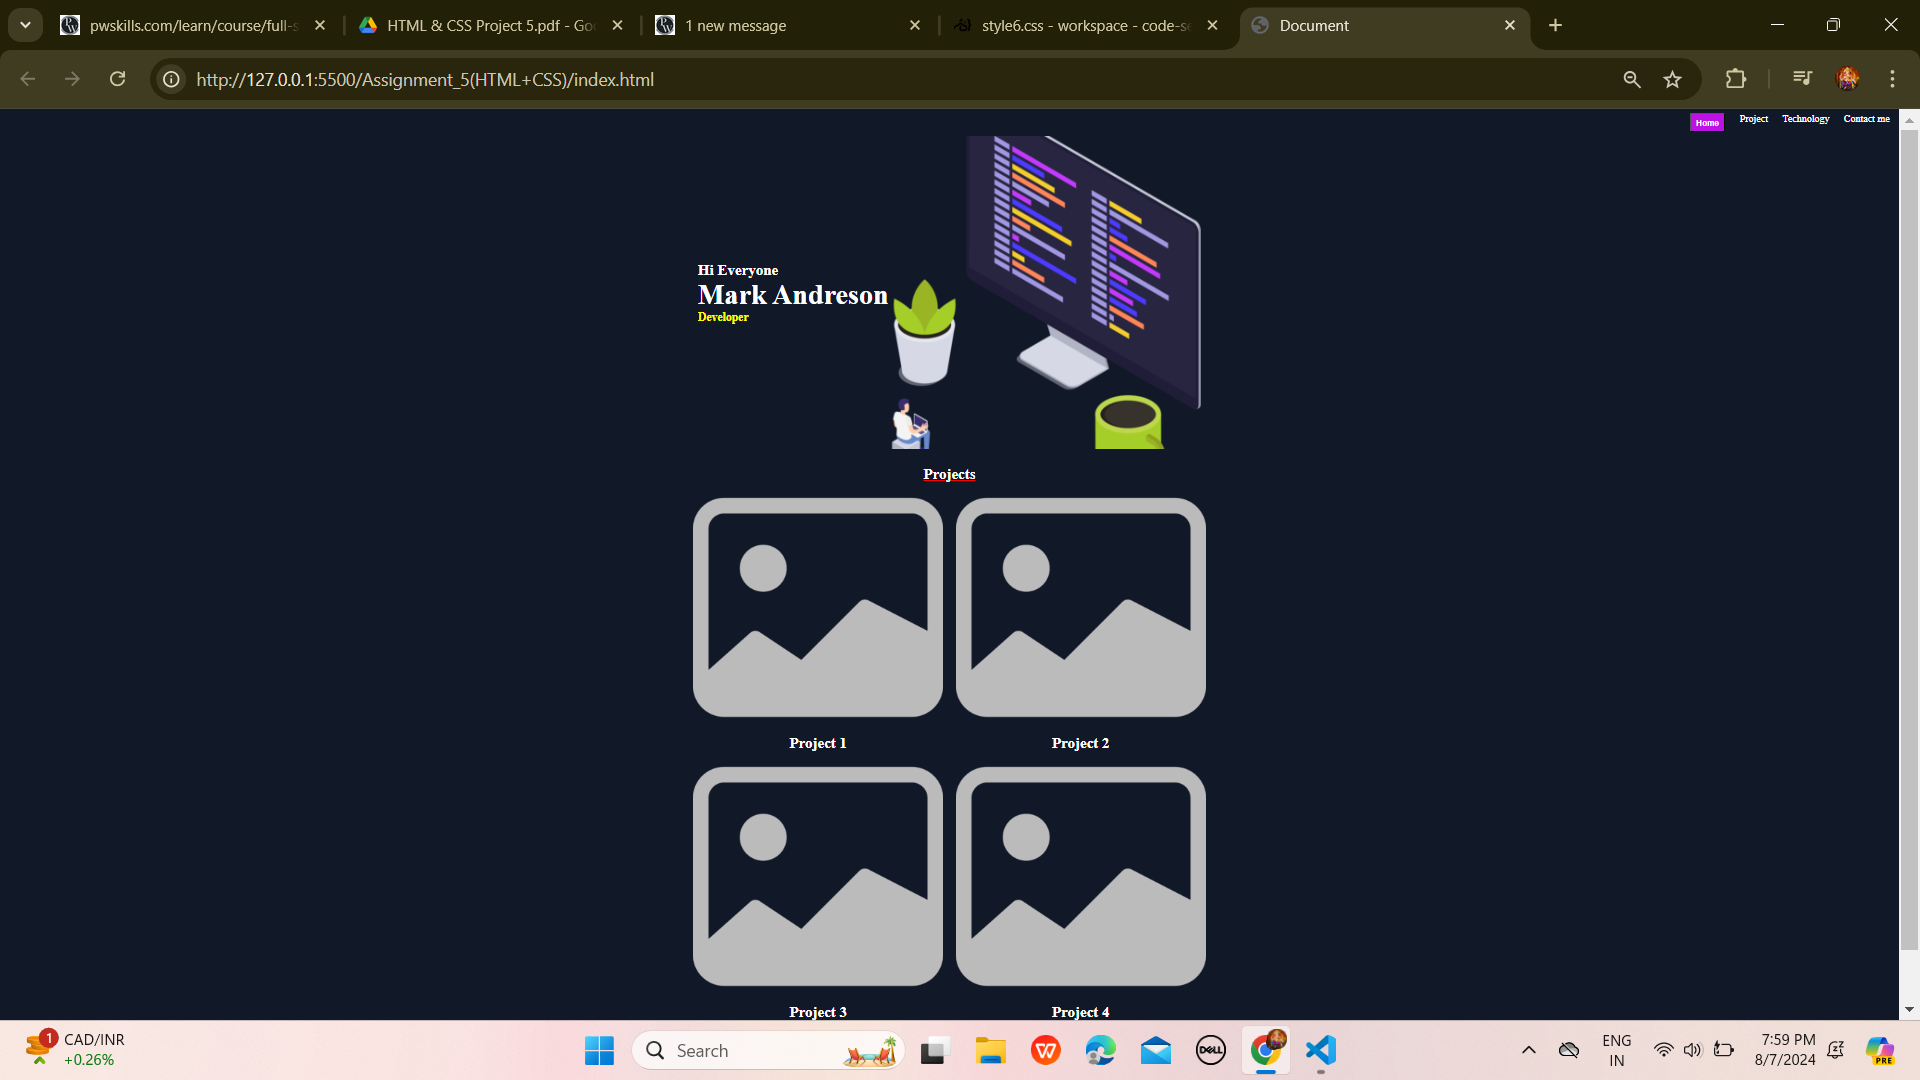 pwskills.com/learn/course/full-s
HTML & CSS Project 5.pdf - Go
1 new message
style6.css - workspace - code-se
Document
http://127.0.0.1:5500/Assignment_5(HTML+CSS)/index.html
Home
Project
Technology
Contact me
Hi Everyone
Mark Andreson
Developer
Projects
Project 1
Project 2
Project 3
Project 4
1
CAD/INR
+0.26%
Search
W
DELL
PRE
ENG
IN
7:59 PM
8/7/2024